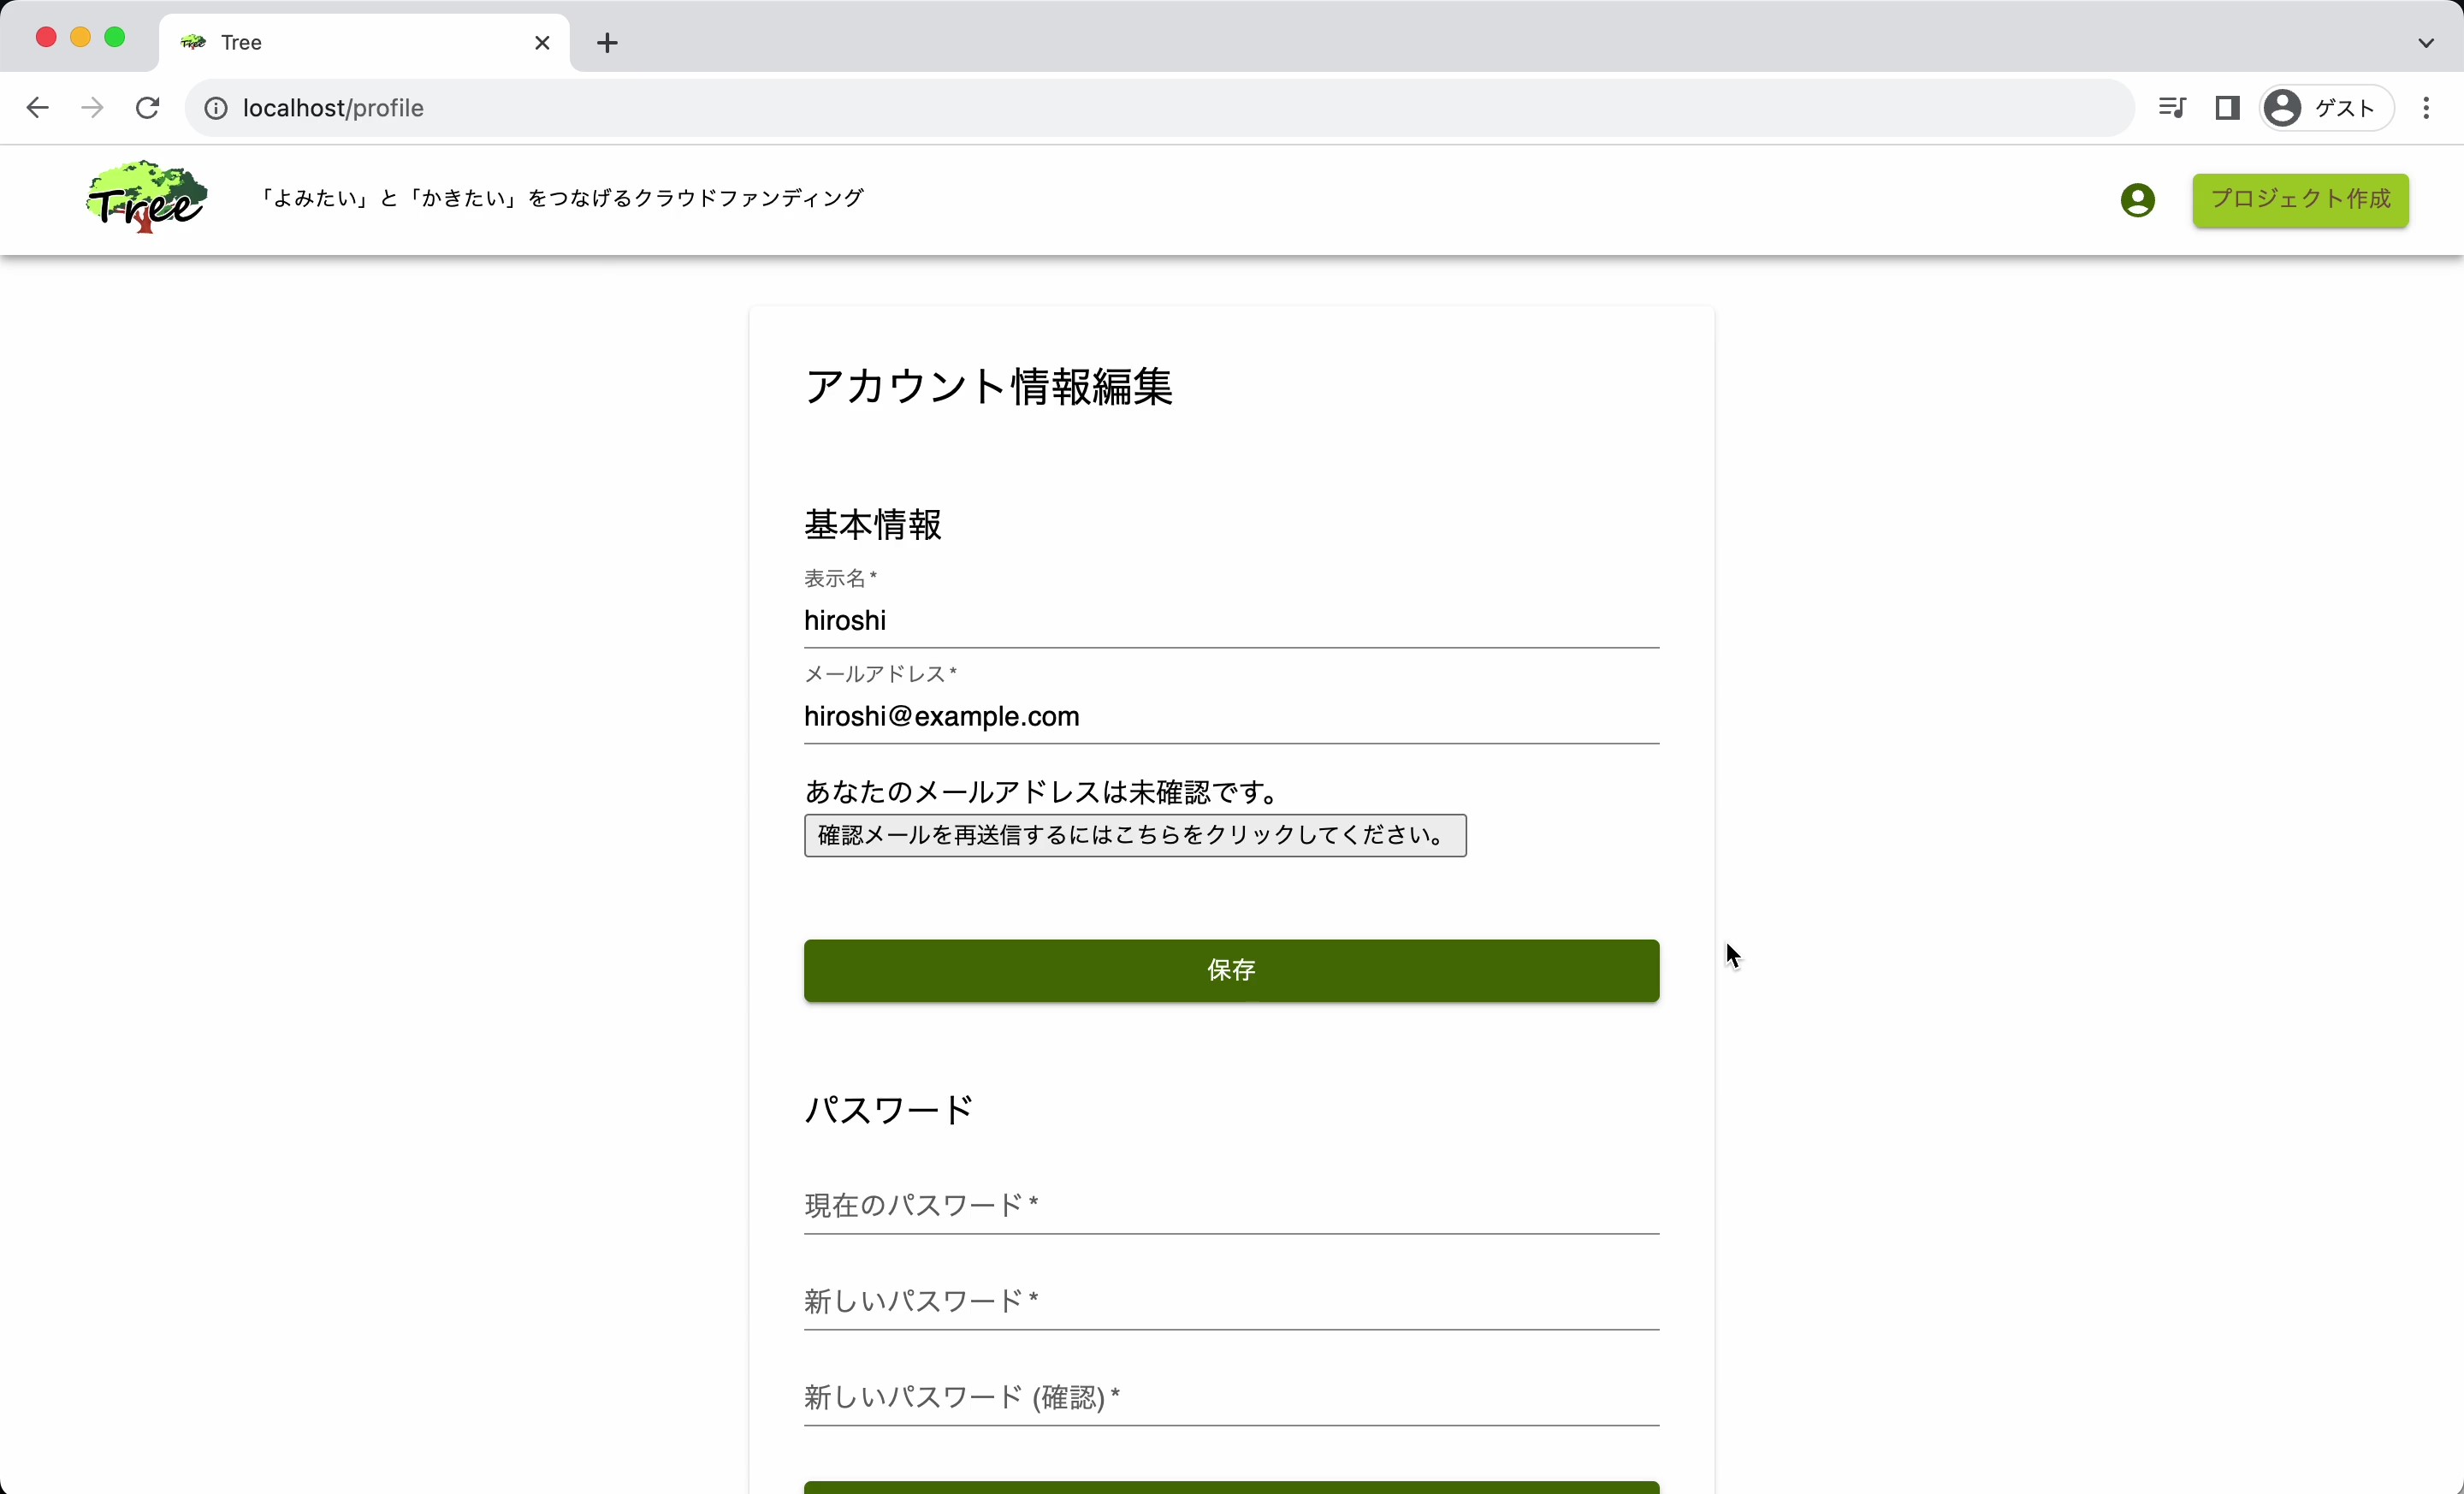 Tree
localhost/profile
ゲスト
Tree
「よみたい」と「かきたい」をつなげるクラウドファンディング
プロジェクト作成
アカウント情報編集
基本情報
表示名 *
hiroshi
メールアドレス *
hiroshi@example.com
あなたのメールアドレスは未確認です。
確認メールを再送信するにはこちらをクリックしてください。
保存
パスワード
現在のパスワード *
新しいパスワード *
新しいパスワード (確認) *